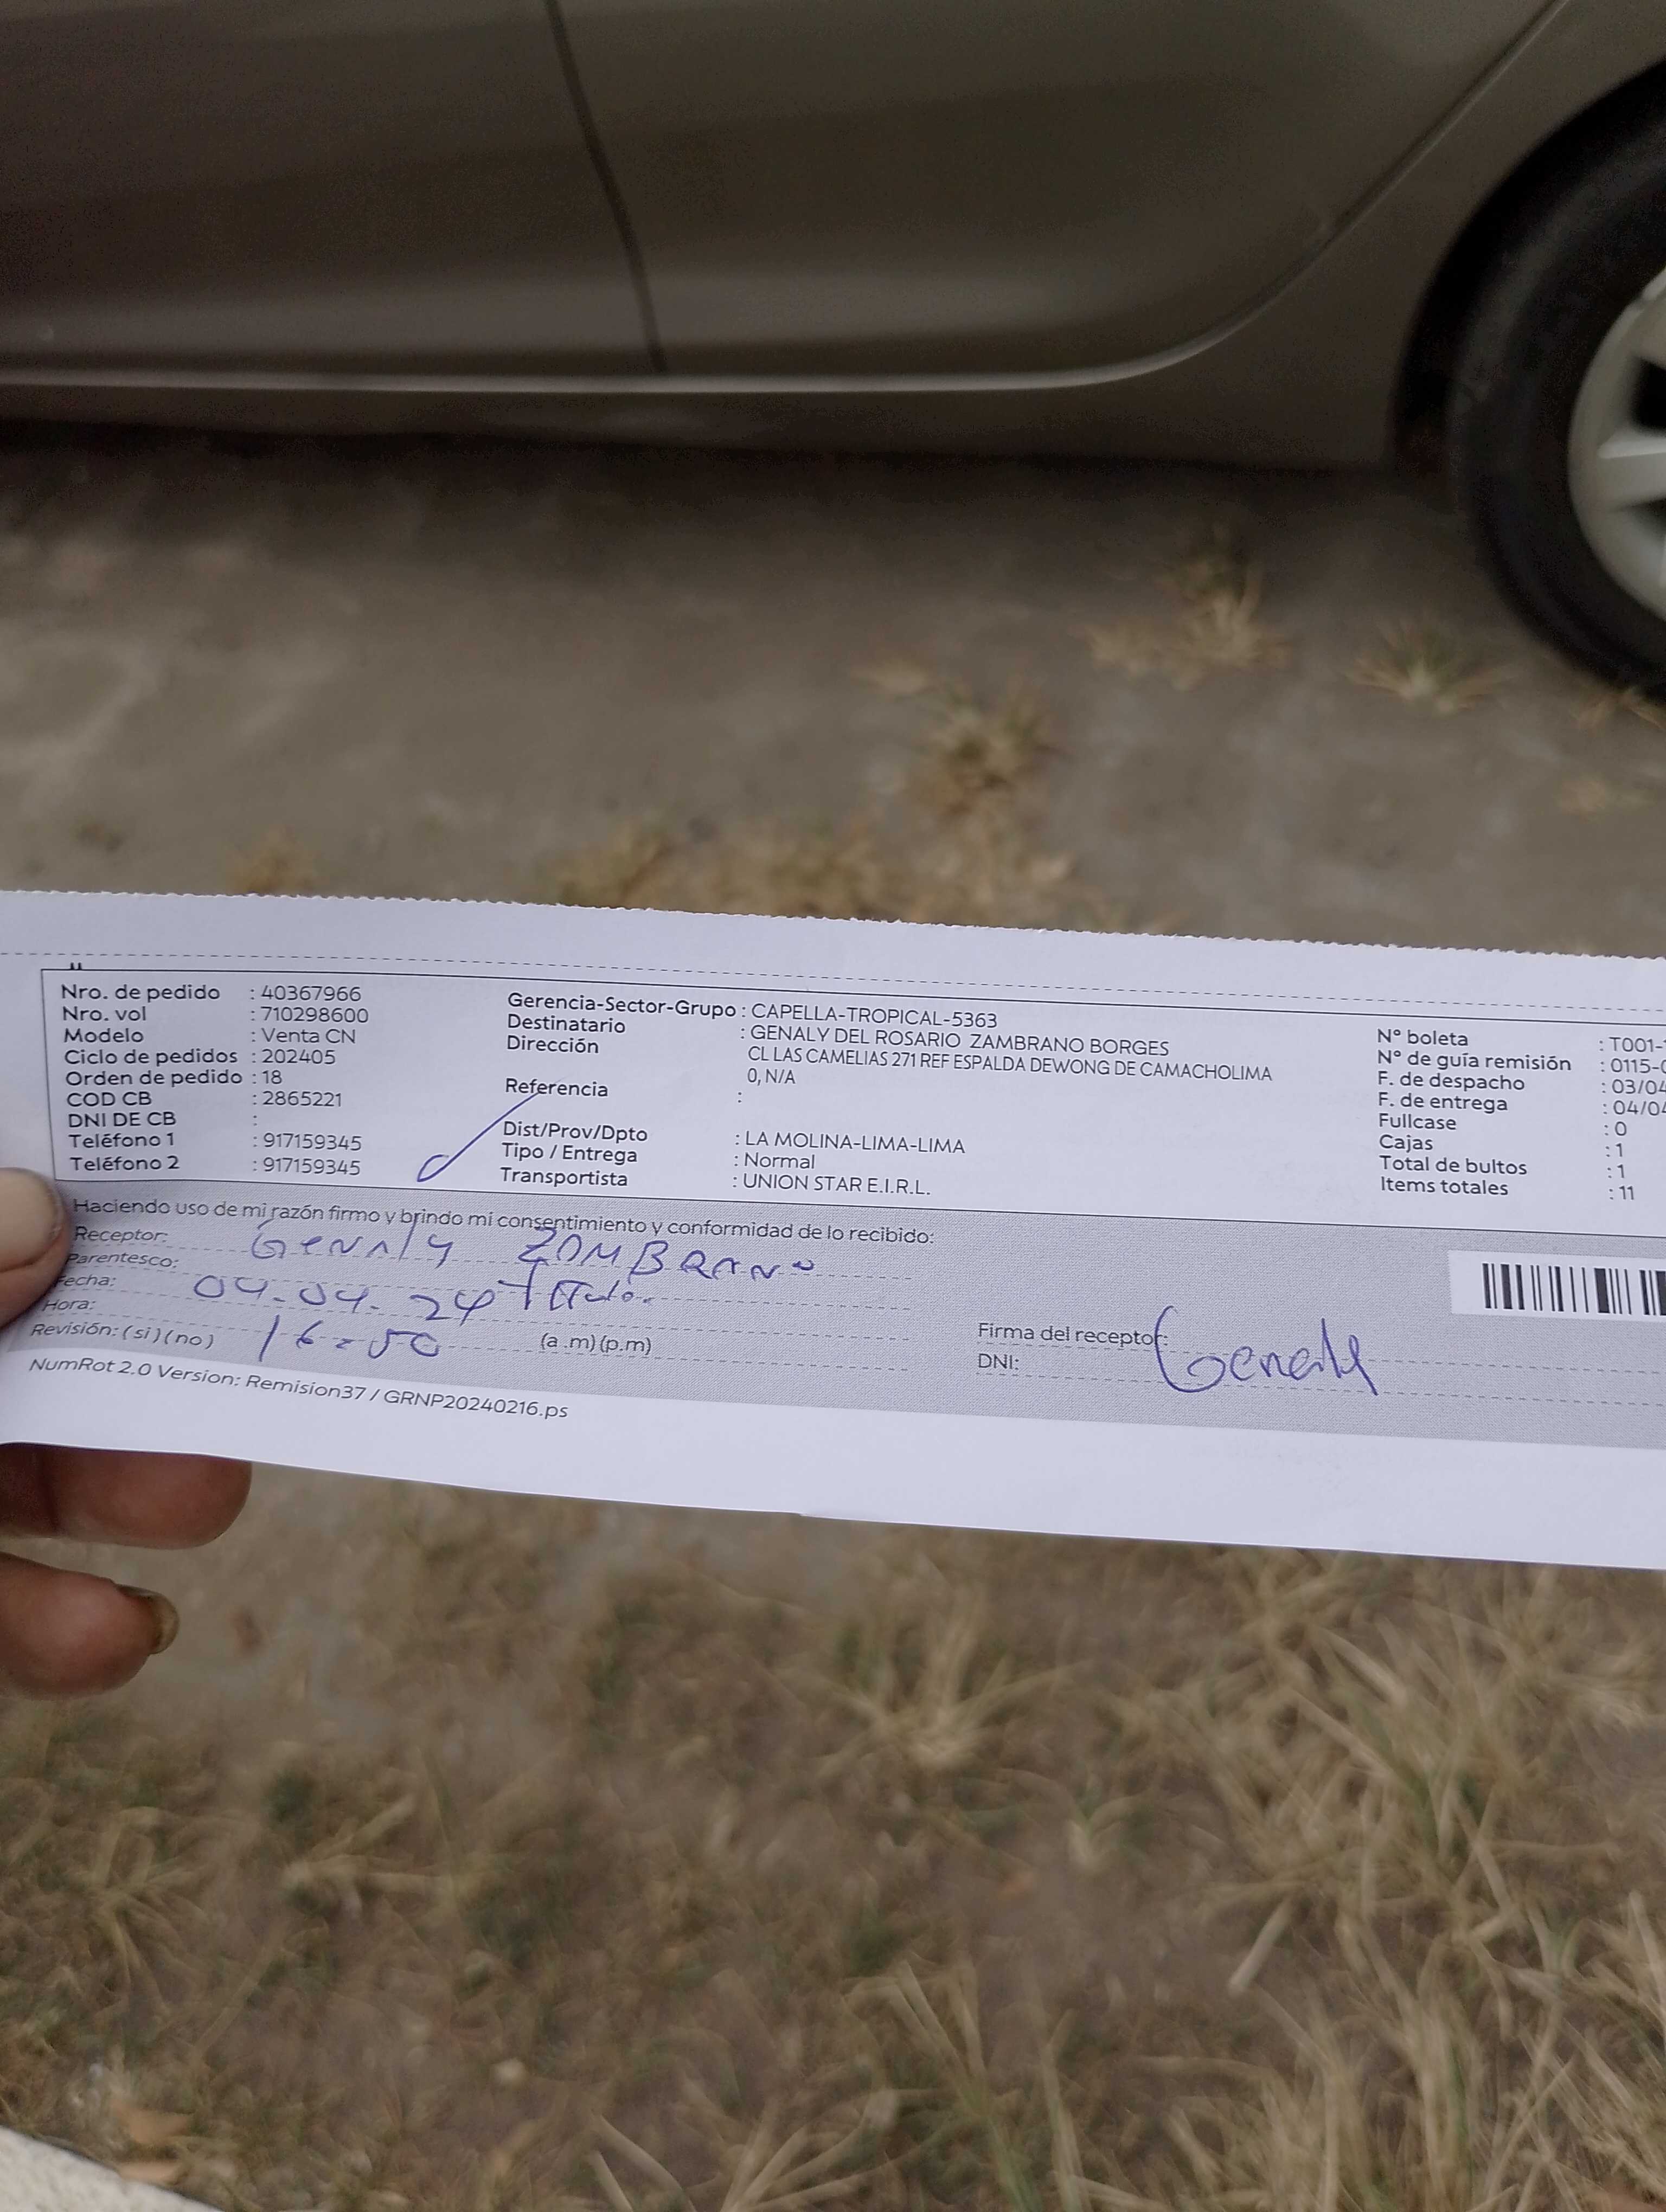 Nro. de pedido : 40367966
Nro. vol : 710298600
Modelo : Venta CN
Ciclo de pedidos : 202405
Orden de pedido : 18
COD CB : 2865221
DNI DE CB :
Teléfono 1 : 917159345
Teléfono 2 : 917159345
Gerencia-Sector-Grupo : CAPELLA-TROPICAL-5363
Destinatario : GENALY DEL ROSARIO ZAMBRANO BORGES
Dirección CL LAS CAMELIAS 271 REF ESPALDA DEWONG DE CAMACHOLIMA
0, N/A
Referencia :
Dist/Prov/Dpto : LA MOLINA-LIMA-LIMA
Tipo / Entrega : Normal
Transportista : UNION STAR E.I.R.L.
N° boleta : T001-
N° de guía remisión : 0115-
F. de despacho : 03/04
F. de entrega : 04/04
Fullcase : 0
Cajas : 1
Total de bultos : 1
Items totales : 11
Haciendo uso de mi razón firmo y brindo mi consentimiento y conformidad de lo recibido:
Receptor: Genaly ZAMBRANO
Parentesco:
Fecha: 04-04-24
Hora: 16=50 (a.m)(p.m)
Revisión: (si)(no)
Firma del receptor: Genaly
DNI:
NumRot 2.0 Version: Remision37 / GRNP20240216.ps